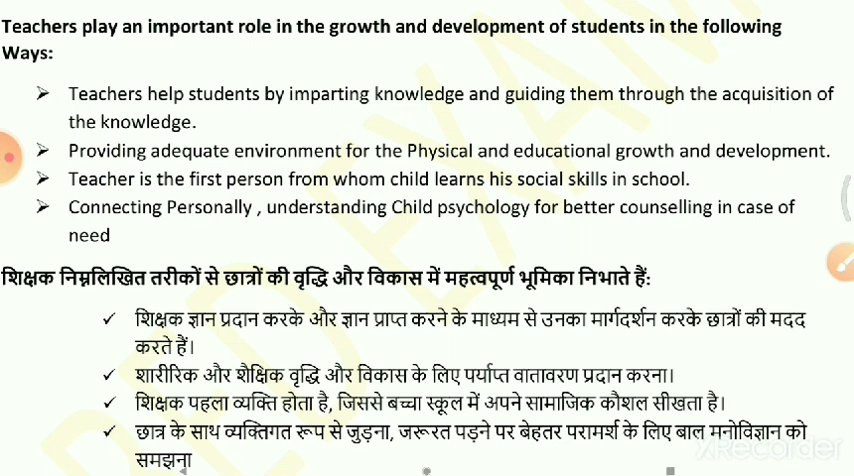 Teachers play an important role in the growth and development of students in the following
Ways:
➢ Teachers help students by imparting knowledge and guiding them through the acquisition of
the knowledge.
➢ Providing adequate environment for the Physical and educational growth and development.
➢ Teacher is the first person from whom child learns his social skills in school.
➢ Connecting Personally , understanding Child psychology for better counselling in case of
need
शिक्षक निम्नलिखित तरीकों से छात्रों की वृद्धि और विकास में महत्वपूर्ण भूमिका निभाते हैं:
✓ शिक्षक ज्ञान प्रदान करके और ज्ञान प्राप्त करने के माध्यम से उनका मार्गदर्शन करके छात्रों की मदद
करते हैं।
✓ शारीरिक और शैक्षिक वृद्धि और विकास के लिए पर्याप्त वातावरण प्रदान करना।
✓ शिक्षक पहला व्यक्ति होता है, जिससे बच्चा स्कूल में अपने सामाजिक कौशल सीखता है।
✓ छात्र के साथ व्यक्तिगत रूप से जुड़ना, जरूरत पड़ने पर बेहतर परामर्श के लिए बाल मनोविज्ञान को
समझना
XRecorder